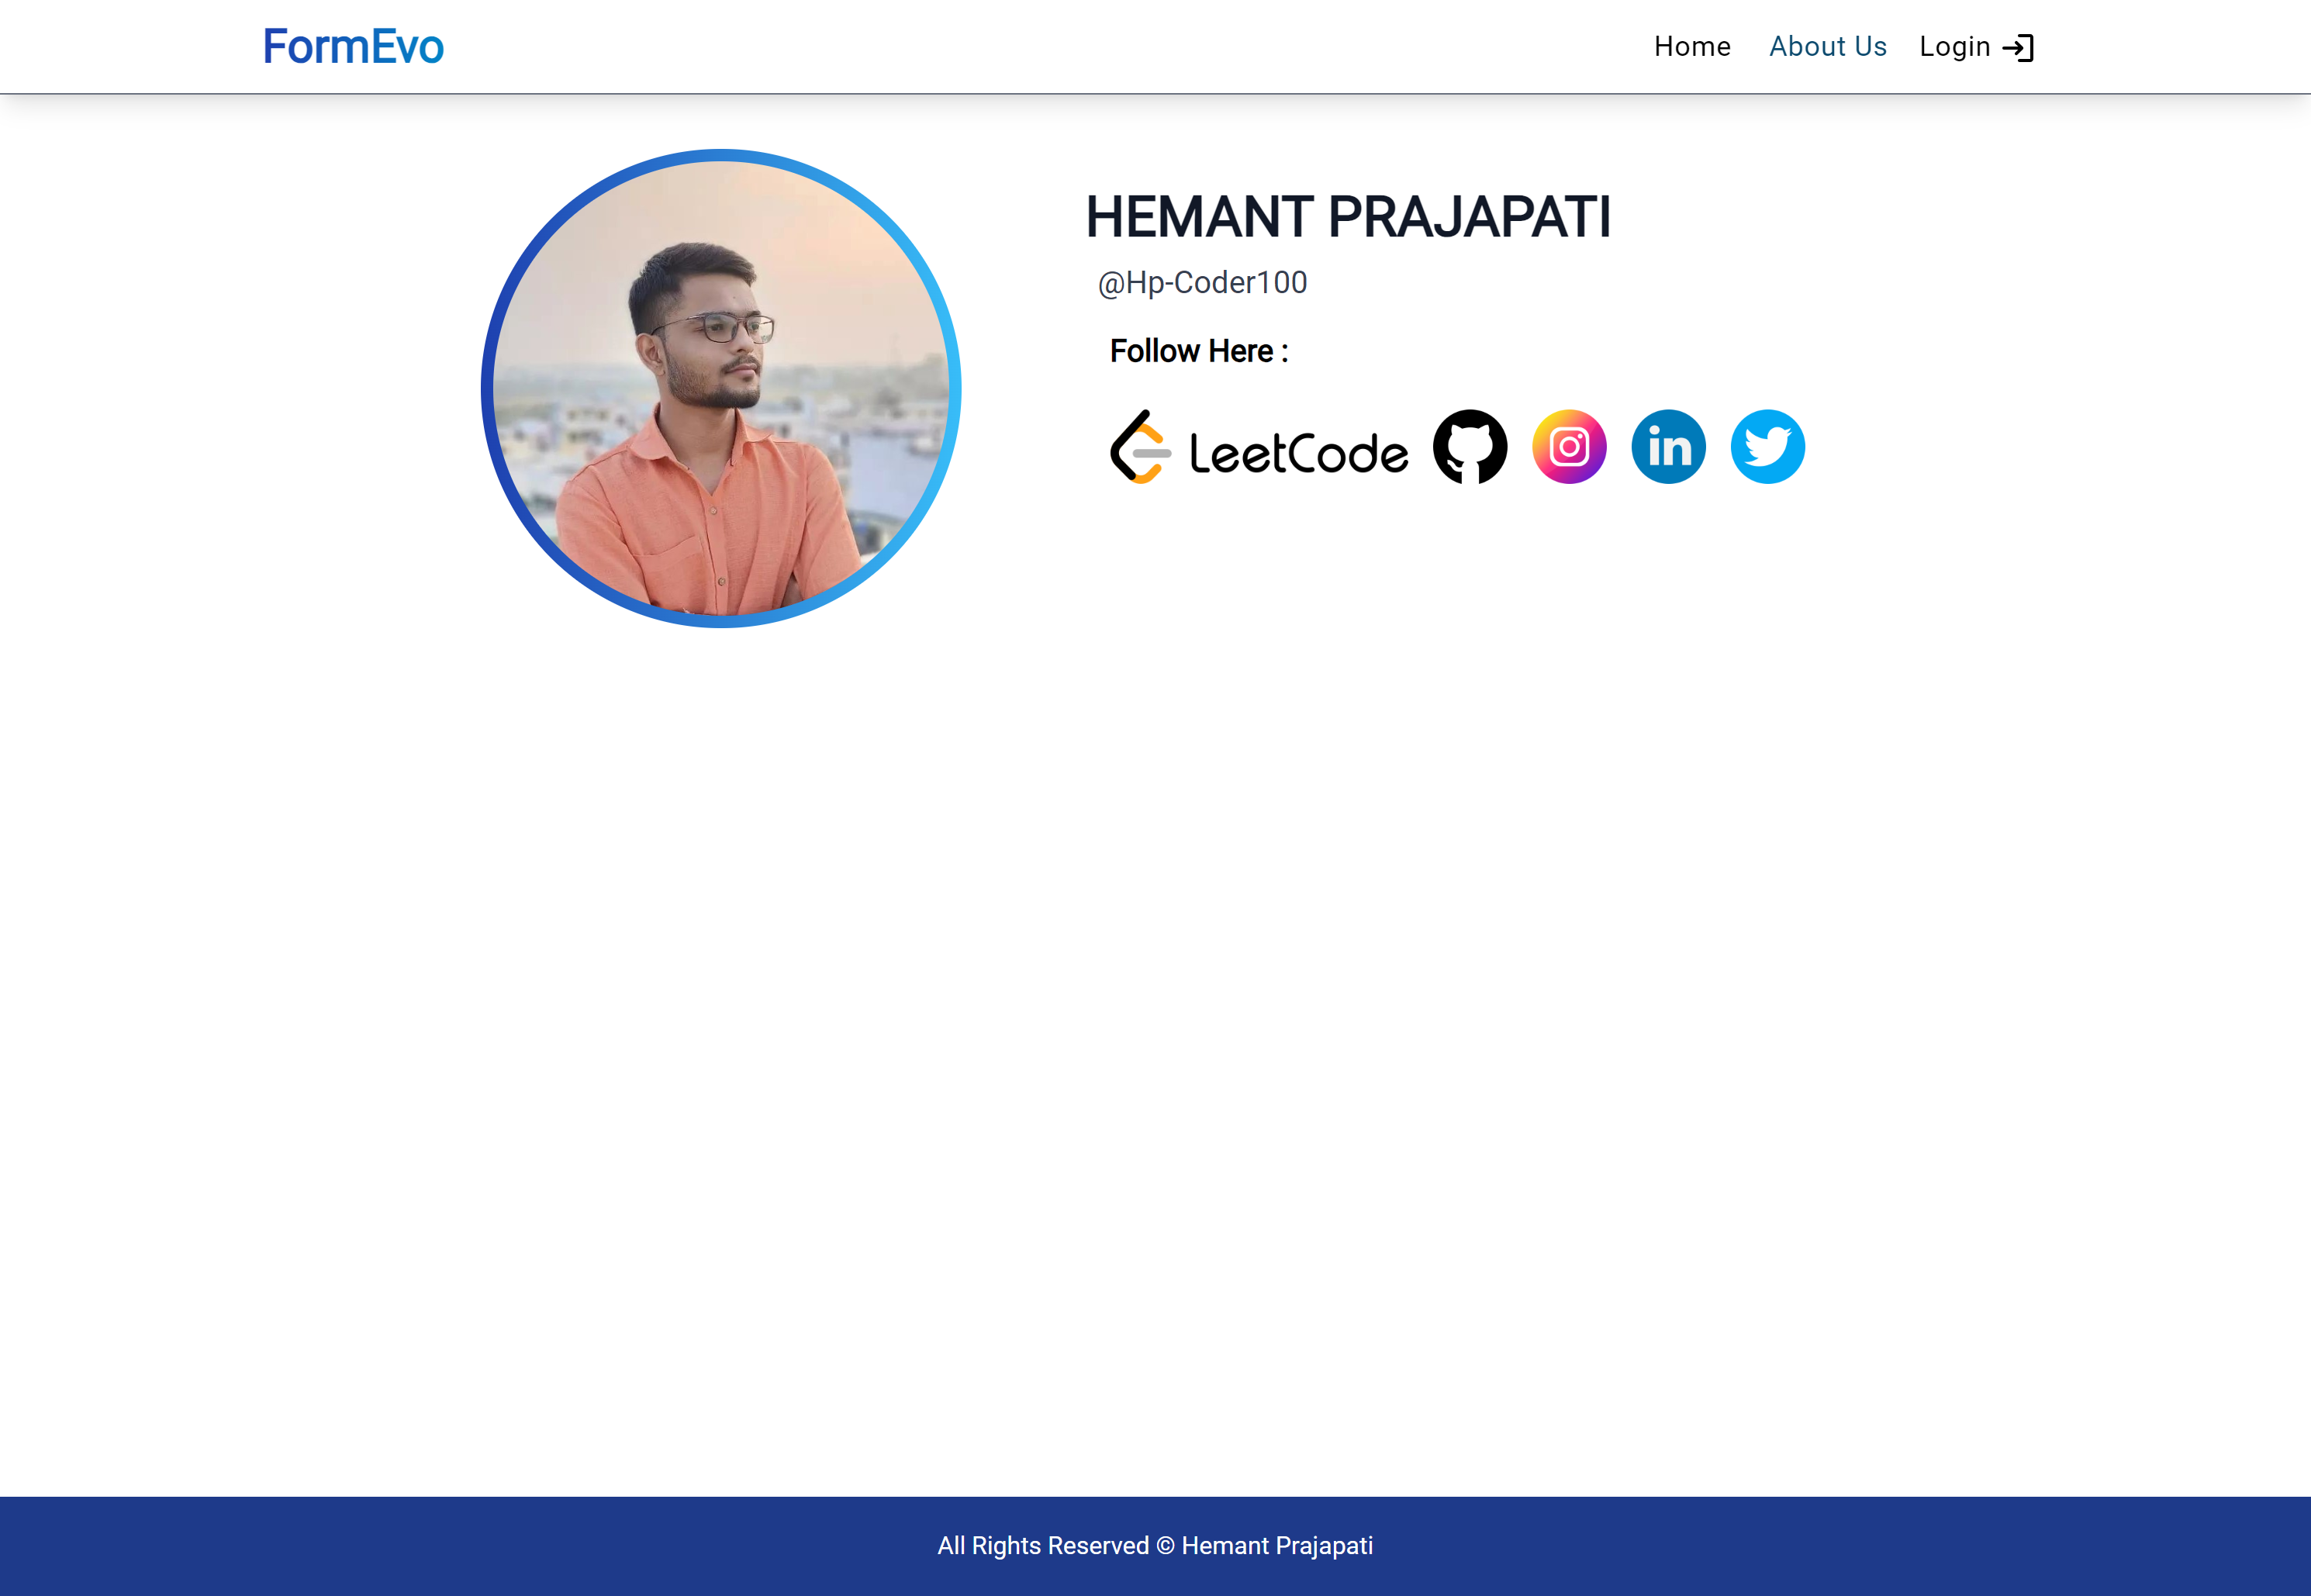 FormEvo
Home About Us Login
HEMANT PRAJAPATI
@Hp-Coder100
Follow Here :
LeetCode in
All Rights Reserved © Hemant Prajapati